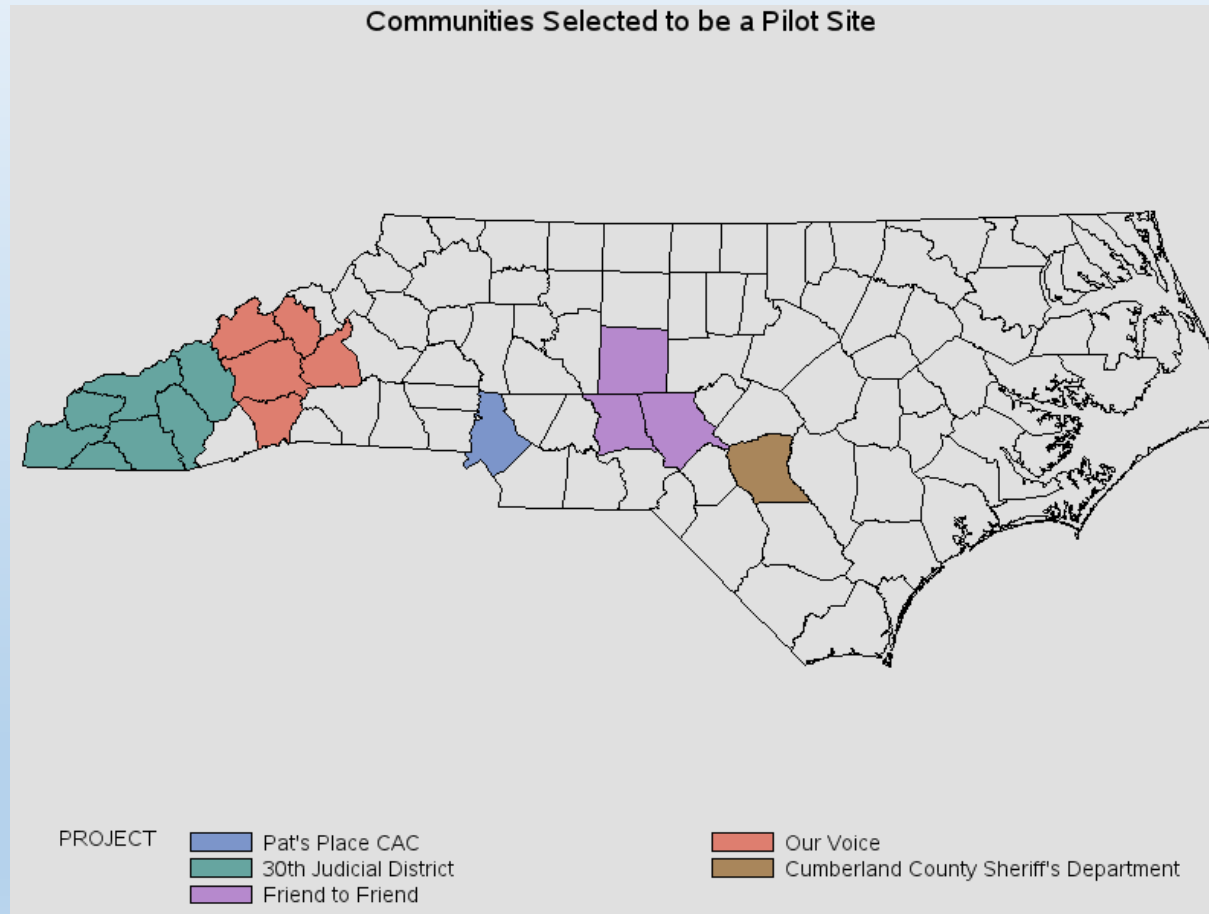 Communities Selected to be a Pilot Site
PROJECT
Pat's Place CAC
30th Judicial District
Friend to Friend
Our Voice
Cumberland County Sheriff's Department